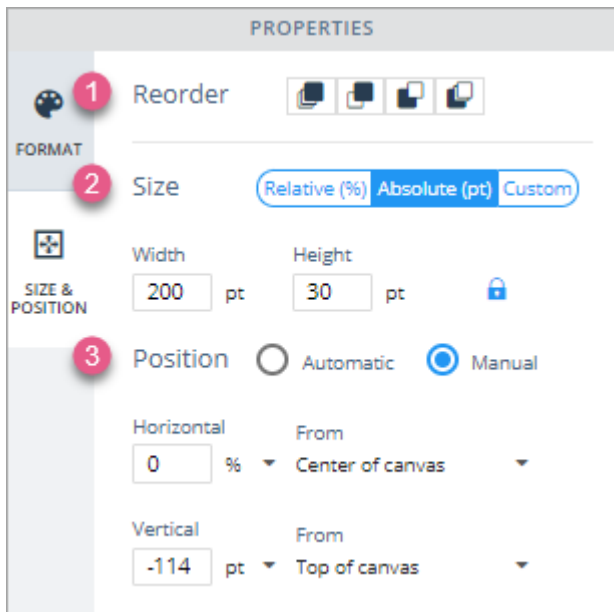 PROPERTIES
1 Reorder
FORMAT
2 Size Relative (%) Absolute (pt) Custom
SIZE &
POSITION
Width Height
200 pt 30 pt
3 Position Automatic Manual
Horizontal From
0 % Center of canvas
Vertical From
-114 pt Top of canvas